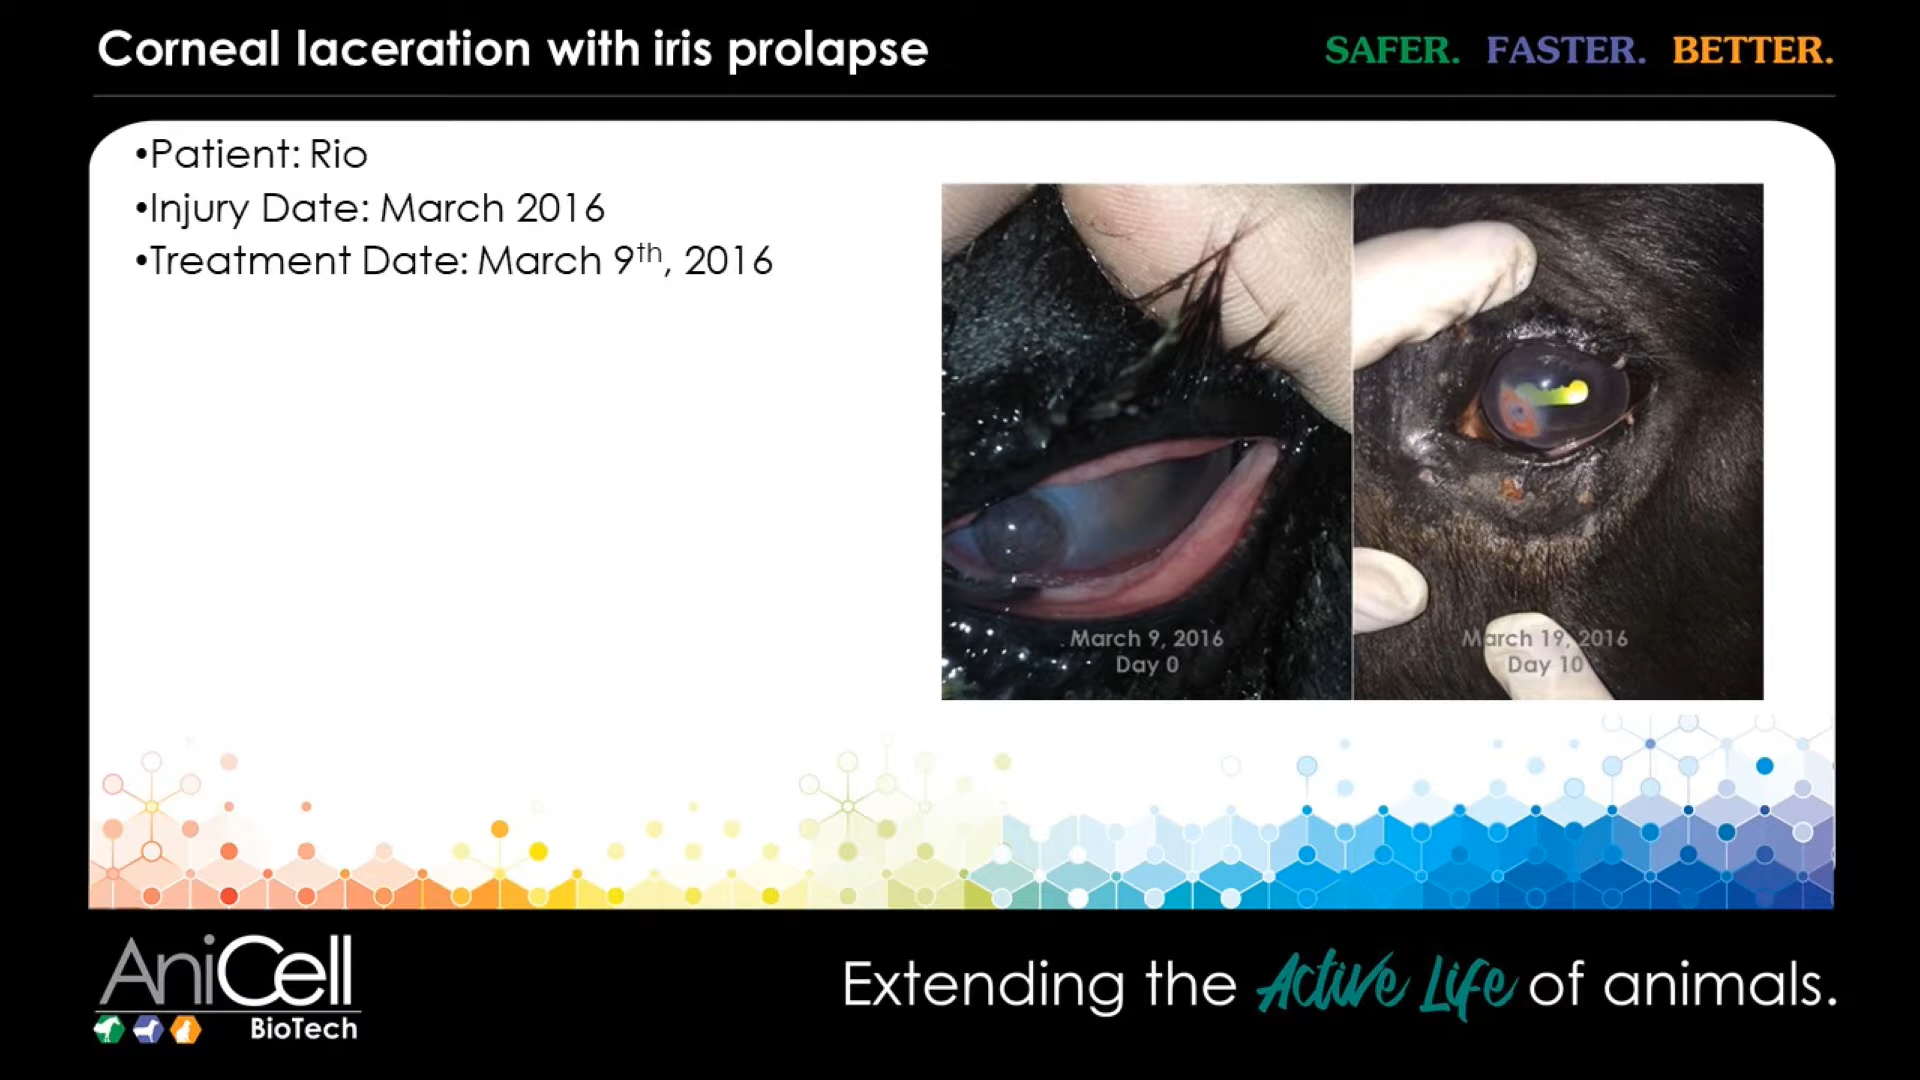 Corneal laceration with iris prolapse
SAFER. FASTER. BETTER.
•Patient: Rio
•Injury Date: March 2016
•Treatment Date: March 9th, 2016
March 9, 2016
Day 0
March 19, 2016
Day 10
AniCell
BioTech
Extending the Active Life of animals.